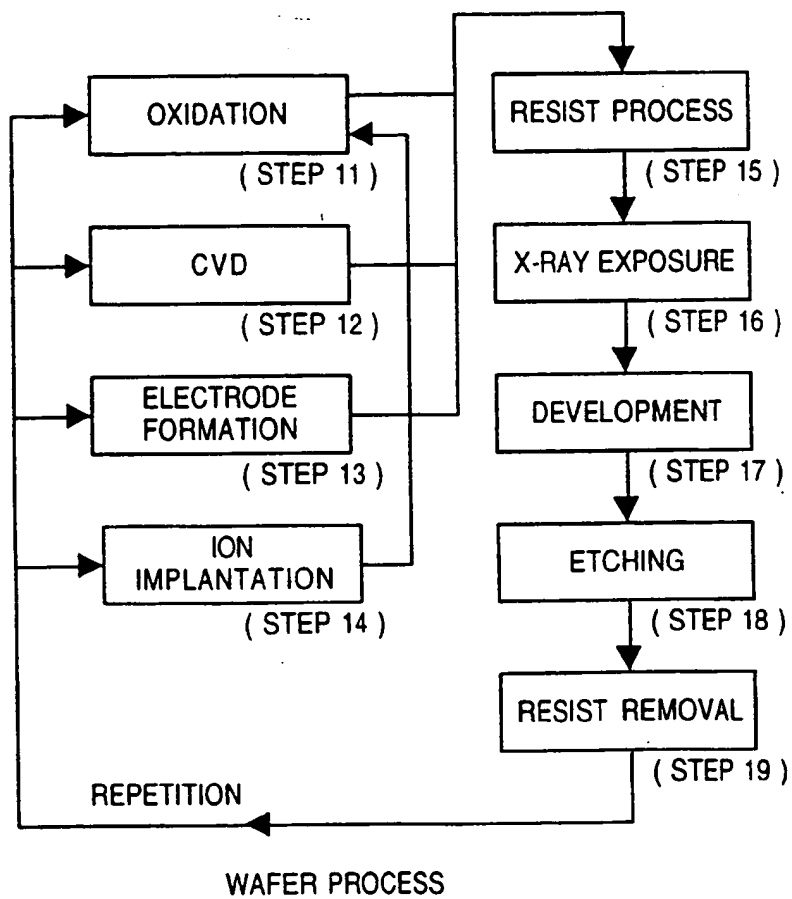 OXIDATION
( STEP 11 )
CVD
( STEP 12 )
ELECTRODE
FORMATION
( STEP 13 )
ION
IMPLANTATION
( STEP 14 )
RESIST PROCESS
( STEP 15 )
X-RAY EXPOSURE
( STEP 16 )
DEVELOPMENT
( STEP 17 )
ETCHING
( STEP 18 )
RESIST REMOVAL
( STEP 19 )
REPETITION
WAFER PROCESS